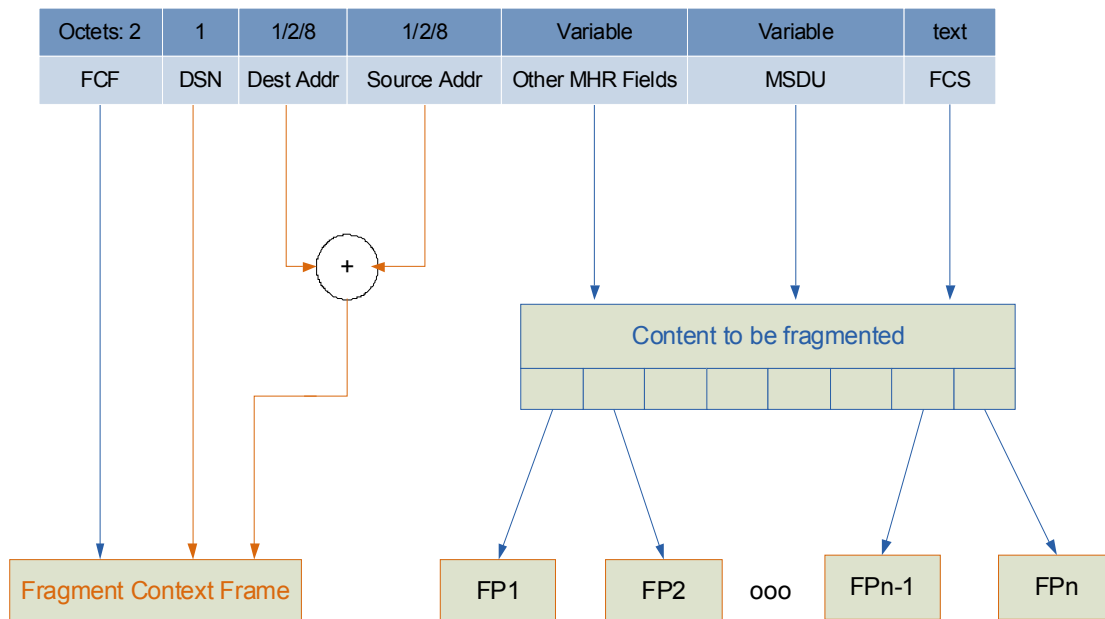 Octets: 2 1 1/2/8 1/2/8 Variable Variable text
FCF DSN Dest Addr Source Addr Other MHR Fields MSDU FCS
+
Content to be fragmented
Fragment Context Frame FP1 FP2 ooo FPn-1 FPn